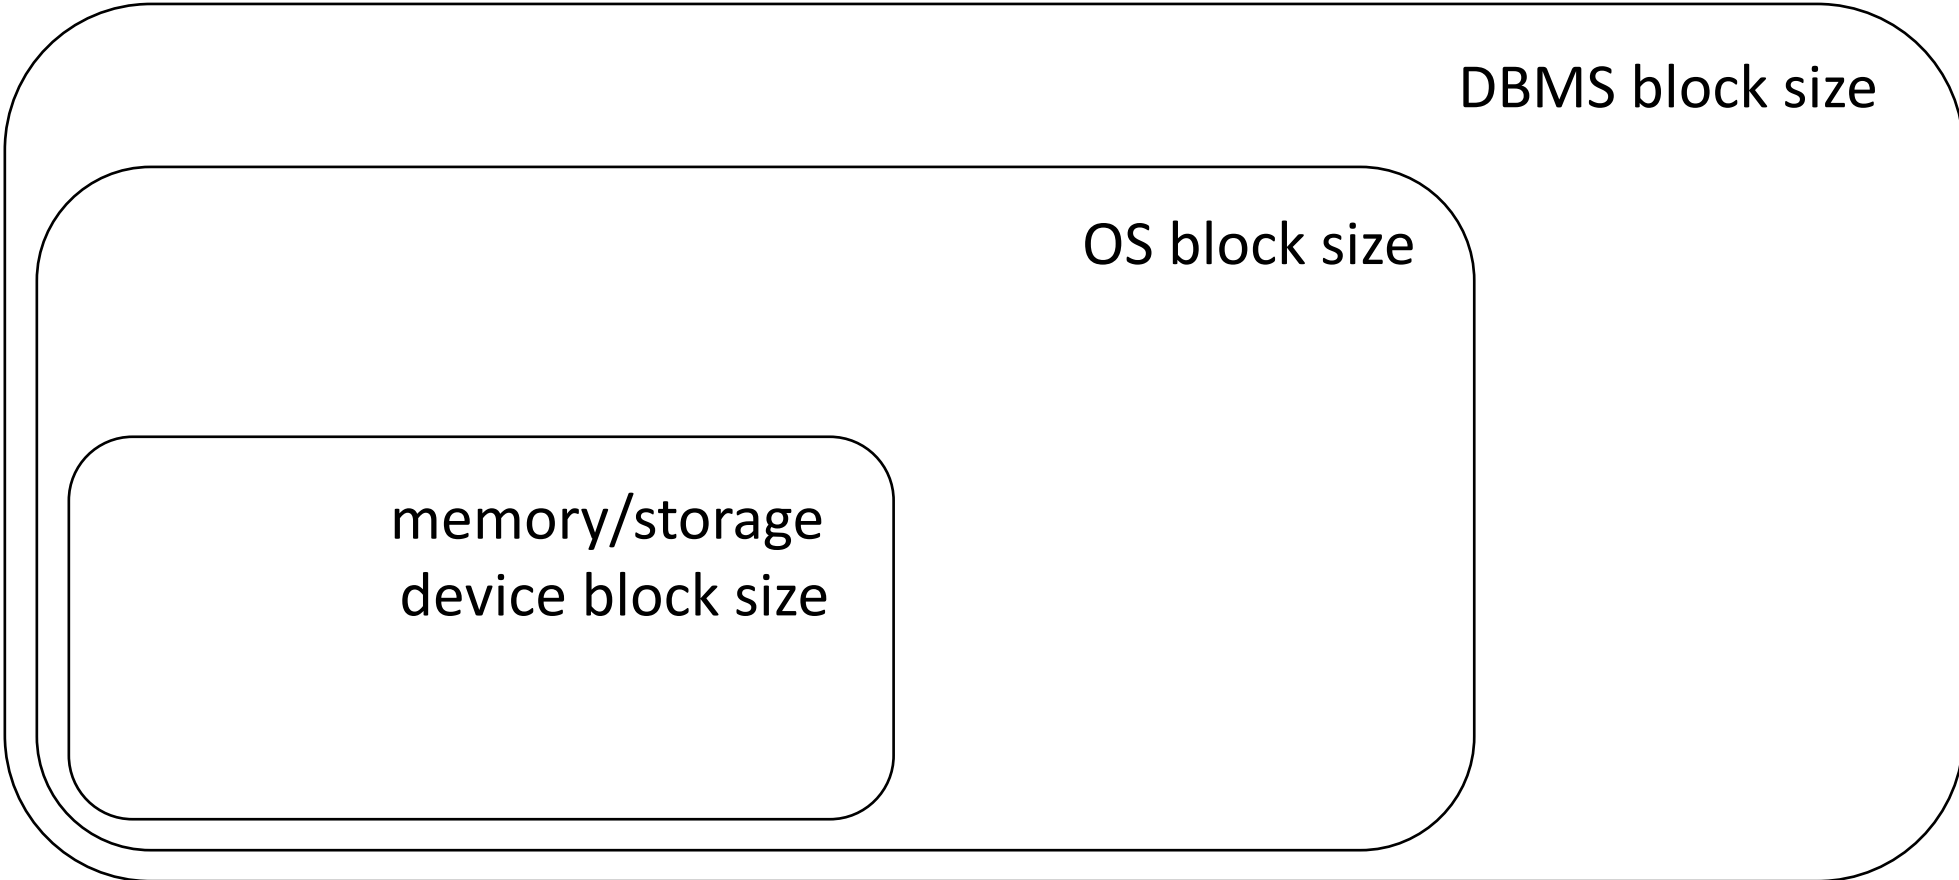 DBMS block size
OS block size
memory/storage
device block size